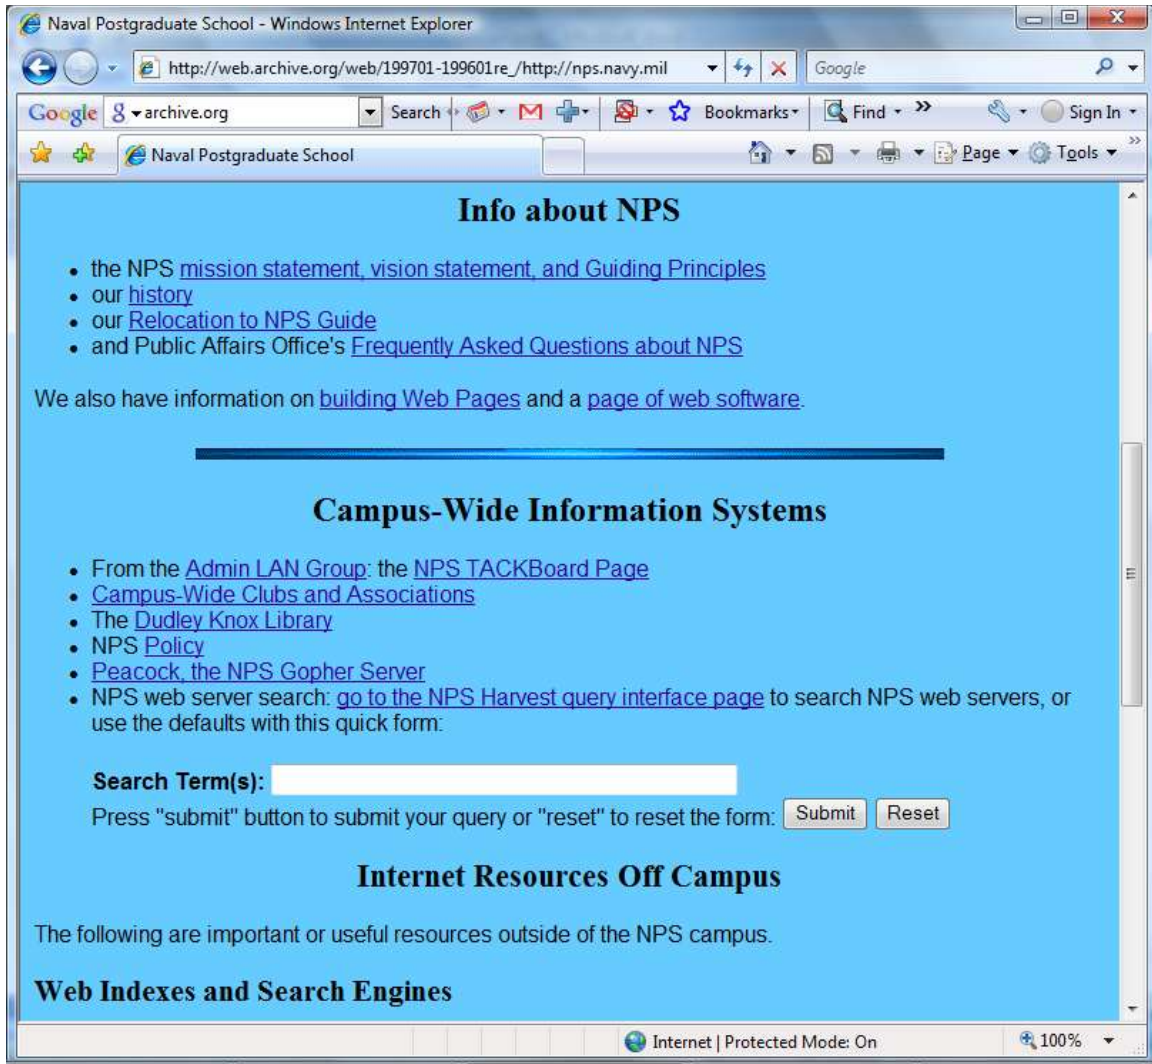 Naval Postgraduate School - Windows Internet Explorer
http://web.archive.org/web/199701-199601re_/http://nps.navy.mil
Google
Google archive.org Search Bookmarks Find Sign In
Naval Postgraduate School Page Tools
Info about NPS
• the NPS mission statement, vision statement, and Guiding Principles
• our history
• our Relocation to NPS Guide
• and Public Affairs Office's Frequently Asked Questions about NPS
We also have information on building Web Pages and a page of web software.
Campus-Wide Information Systems
• From the Admin LAN Group: the NPS TACKBoard Page
• Campus-Wide Clubs and Associations
• The Dudley Knox Library
• NPS Policy
• Peacock, the NPS Gopher Server
• NPS web server search: go to the NPS Harvest query interface page to search NPS web servers, or
use the defaults with this quick form:
Search Term(s):
Press "submit" button to submit your query or "reset" to reset the form: Submit Reset
Internet Resources Off Campus
The following are important or useful resources outside of the NPS campus.
Web Indexes and Search Engines
Internet | Protected Mode: On 100%